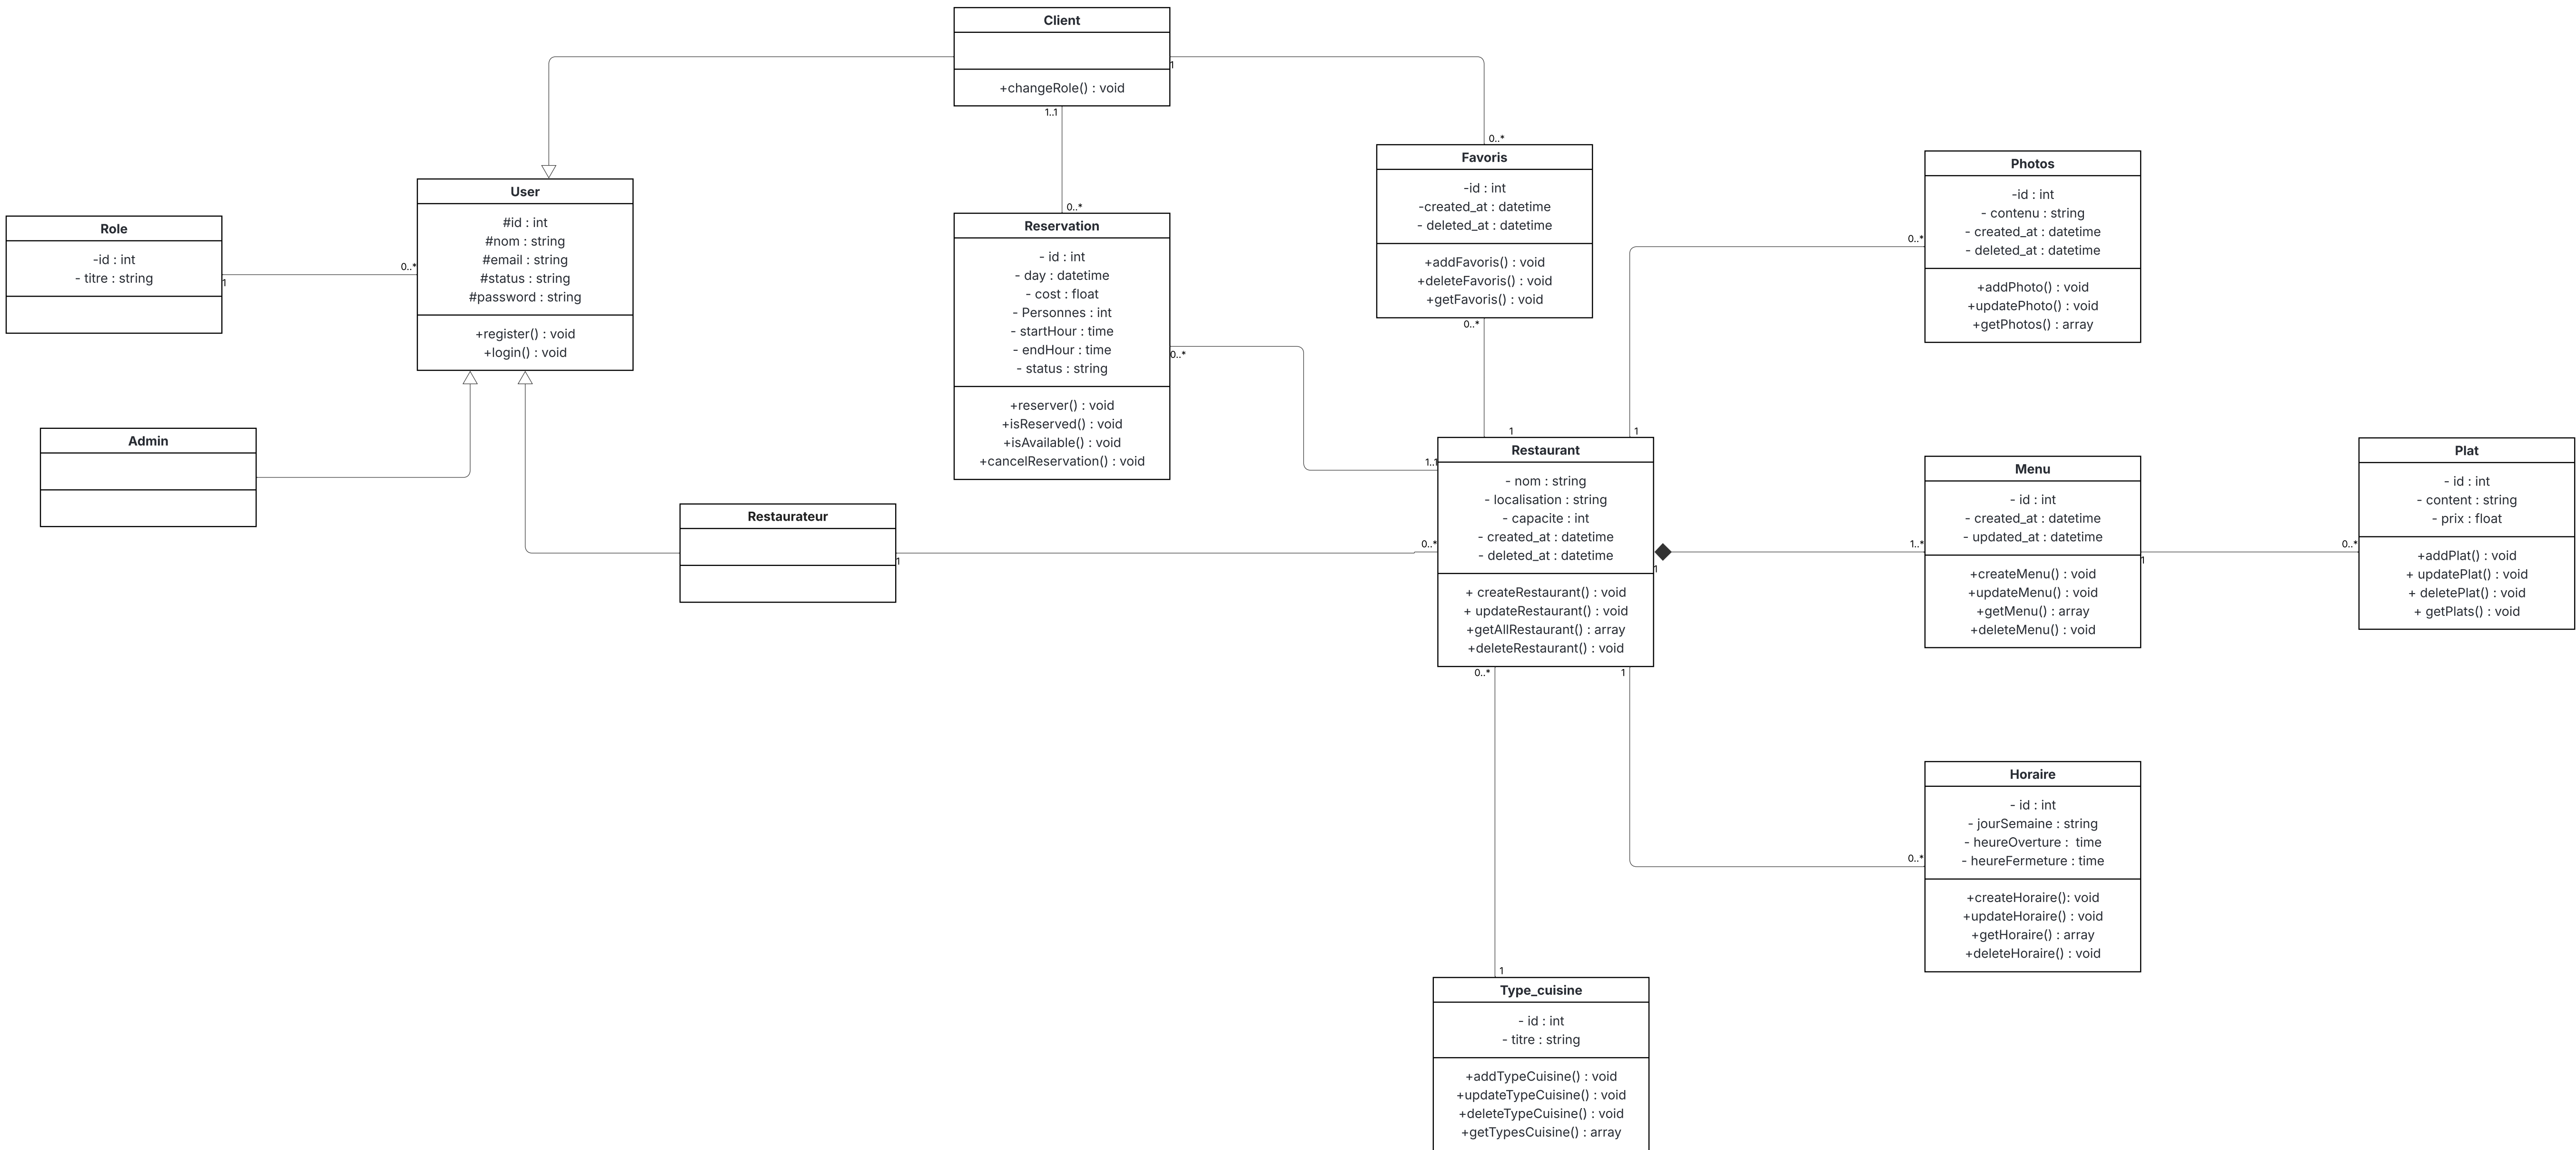 Client
+changeRole() : void
1
1..1
0..*
Favoris
-id : int
-created_at : datetime
- deleted_at : datetime
+addFavoris() : void
+deleteFavoris() : void
+getFavoris() : void
0..*
1
Photos
-id : int
- contenu : string
- created_at : datetime
- deleted_at : datetime
+addPhoto() : void
+updatePhoto() : void
+getPhotos() : array
0..*
1
User
#id : int
#nom : string
#email : string
#status : string
#password : string
+register() : void
+login() : void
0..*
Role
-id : int
- titre : string
1
0..*
Reservation
- id : int
- day : datetime
- cost : float
- Personnes : int
- startHour : time
- endHour : time
- status : string
+reserver() : void
+isReserved() : void
+isAvailable() : void
+cancelReservation() : void
0..*
1..1
Admin
Restaurateur
1
0..*
Restaurant
- nom : string
- localisation : string
- capacite : int
- created_at : datetime
- deleted_at : datetime
+ createRestaurant() : void
+ updateRestaurant() : void
+getAllRestaurant() : array
+deleteRestaurant() : void
1
1..*
Menu
- id : int
- created_at : datetime
- updated_at : datetime
+createMenu() : void
+updateMenu() : void
+getMenu() : array
+deleteMenu() : void
1
0..*
Plat
- id : int
- content : string
- prix : float
+addPlat() : void
+ updatePlat() : void
+ deletePlat() : void
+ getPlats() : void
0..*
1
0..*
Horaire
- id : int
- jourSemaine : string
- heureOverture :  time
- heureFermeture : time
+createHoraire(): void
+updateHoraire() : void
+getHoraire() : array
+deleteHoraire() : void
1
Type_cuisine
- id : int
- titre : string
+addTypeCuisine() : void
+updateTypeCuisine() : void
+deleteTypeCuisine() : void
+getTypesCuisine() : array